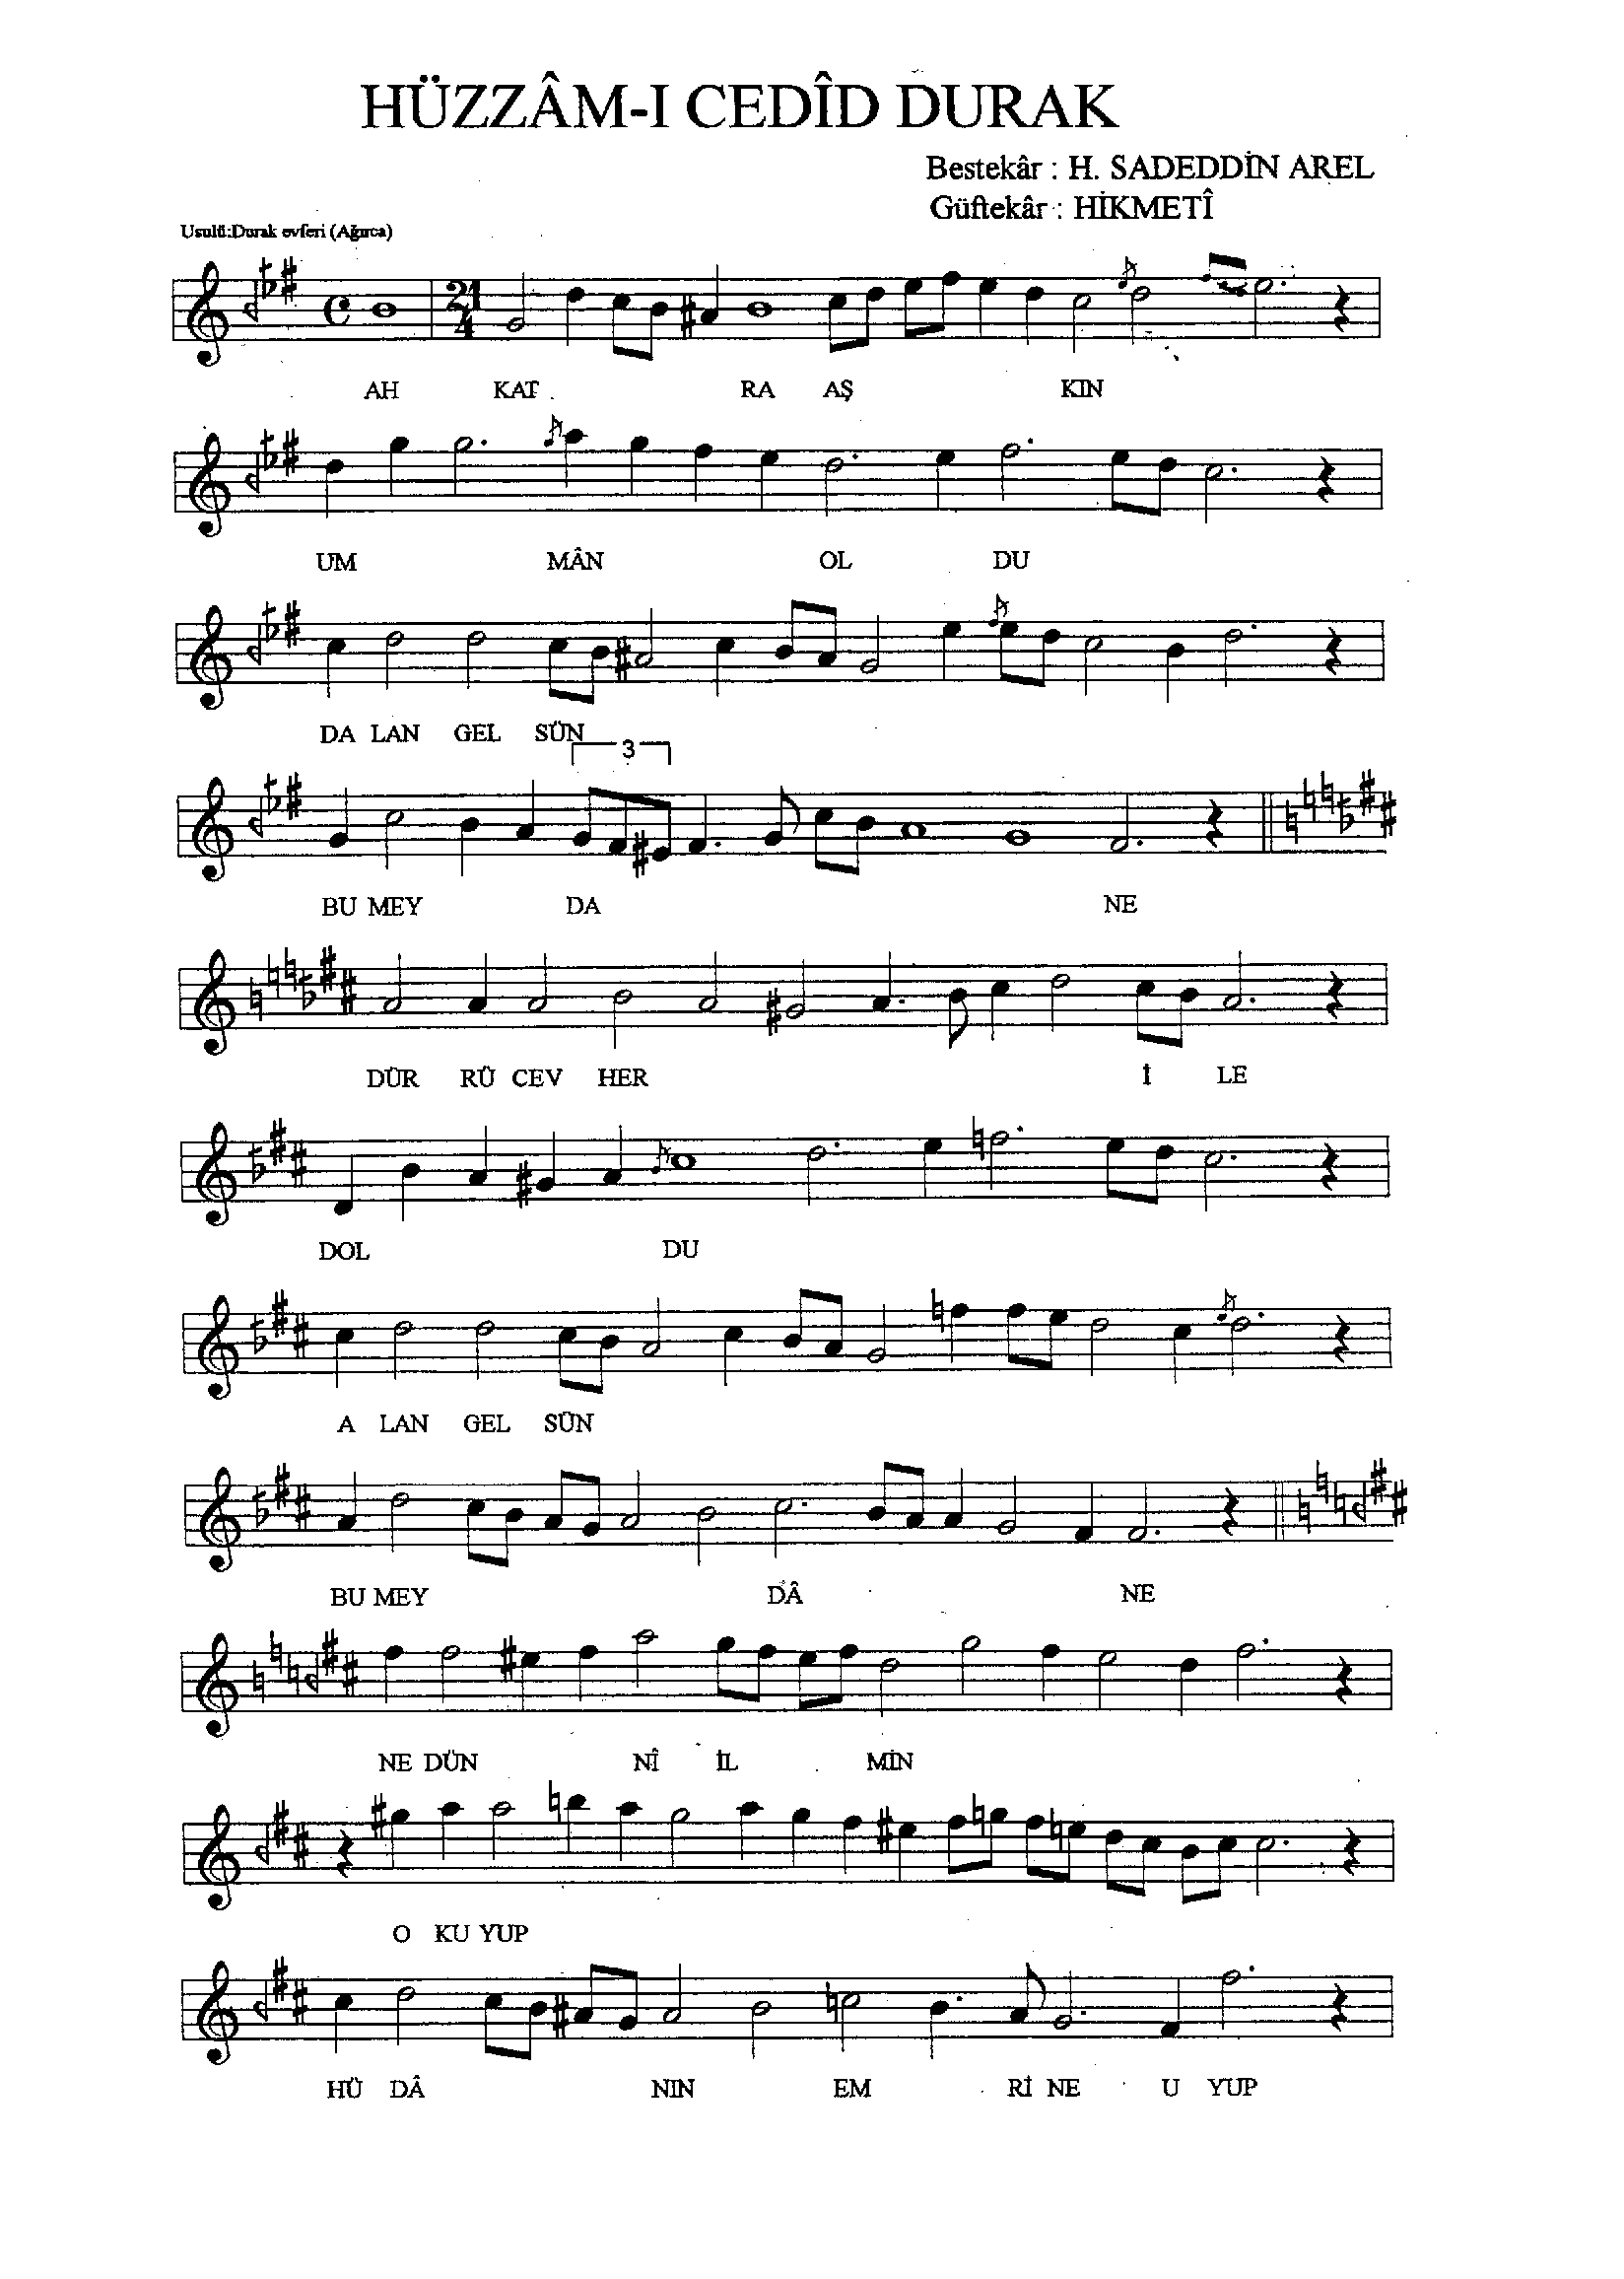 HÜZZÂM-I CEDÎD DURAK
Bestekâr : H. SADEDDİN AREL
Güftekâr : HİKMETÎ
Usulü:Durak evferi (Ağırca)
21
4
AH KAT RA AŞ KIN
UM MÂN OL DU
DA LAN GEL SÜN
3
BU MEY DA NE
DÜR RÜ CEV HER İ LE
DOL DU
A LAN GEL SÜN
BU MEY DÂ NE
NE DÜN NÎ İL MİN
O KU YUP
HÜ DÂ NIN EM Rİ NE U YUP